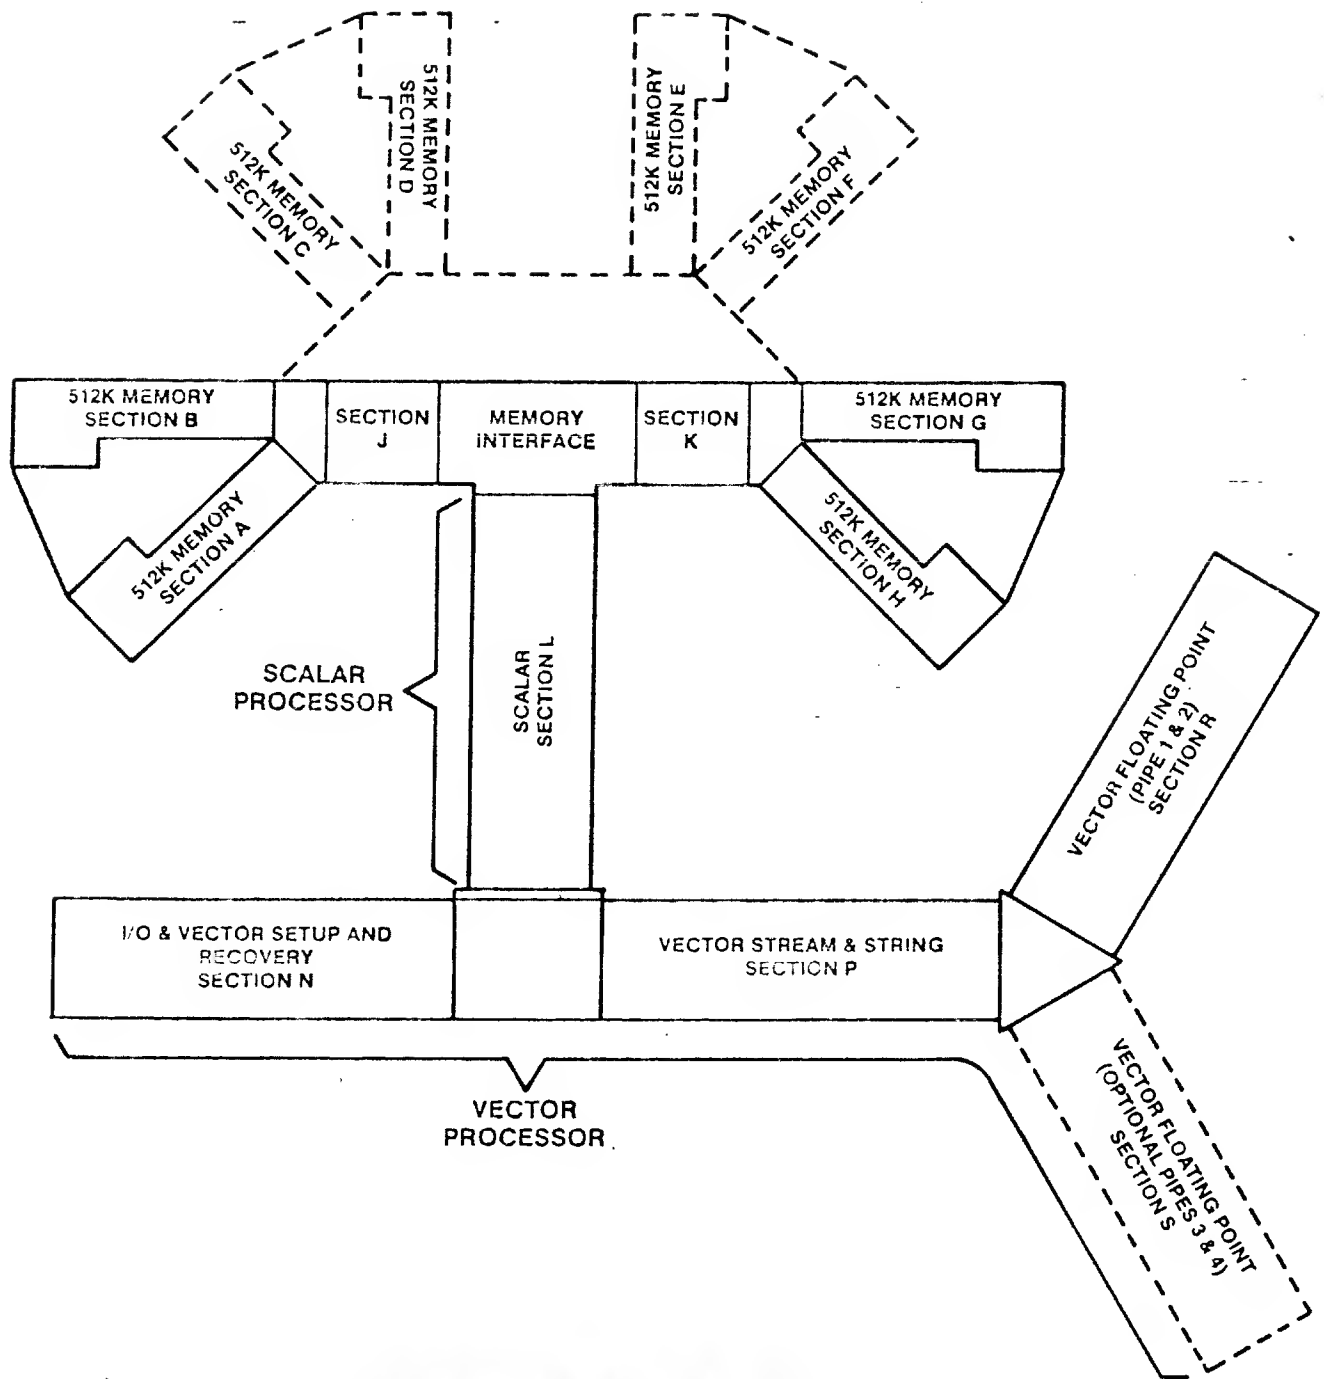 512K MEMORY
SECTION C
512K MEMORY
SECTION D
512K MEMORY
SECTION E
512K MEMORY
SECTION F
512K MEMORY
SECTION B
SECTION
J
MEMORY
INTERFACE
SECTION
K
512K MEMORY
SECTION G
512K MEMORY
SECTION A
512K MEMORY
SECTION H
SCALAR
PROCESSOR
SCALAR
SECTION L
VECTOR FLOATING POINT
(PIPE 1 & 2)
SECTION R
I/O & VECTOR SETUP AND
RECOVERY
SECTION N
VECTOR STREAM & STRING
SECTION P
VECTOR
PROCESSOR
VECTOR FLOATING POINT
(OPTIONAL PIPES 3 & 4)
SECTION S